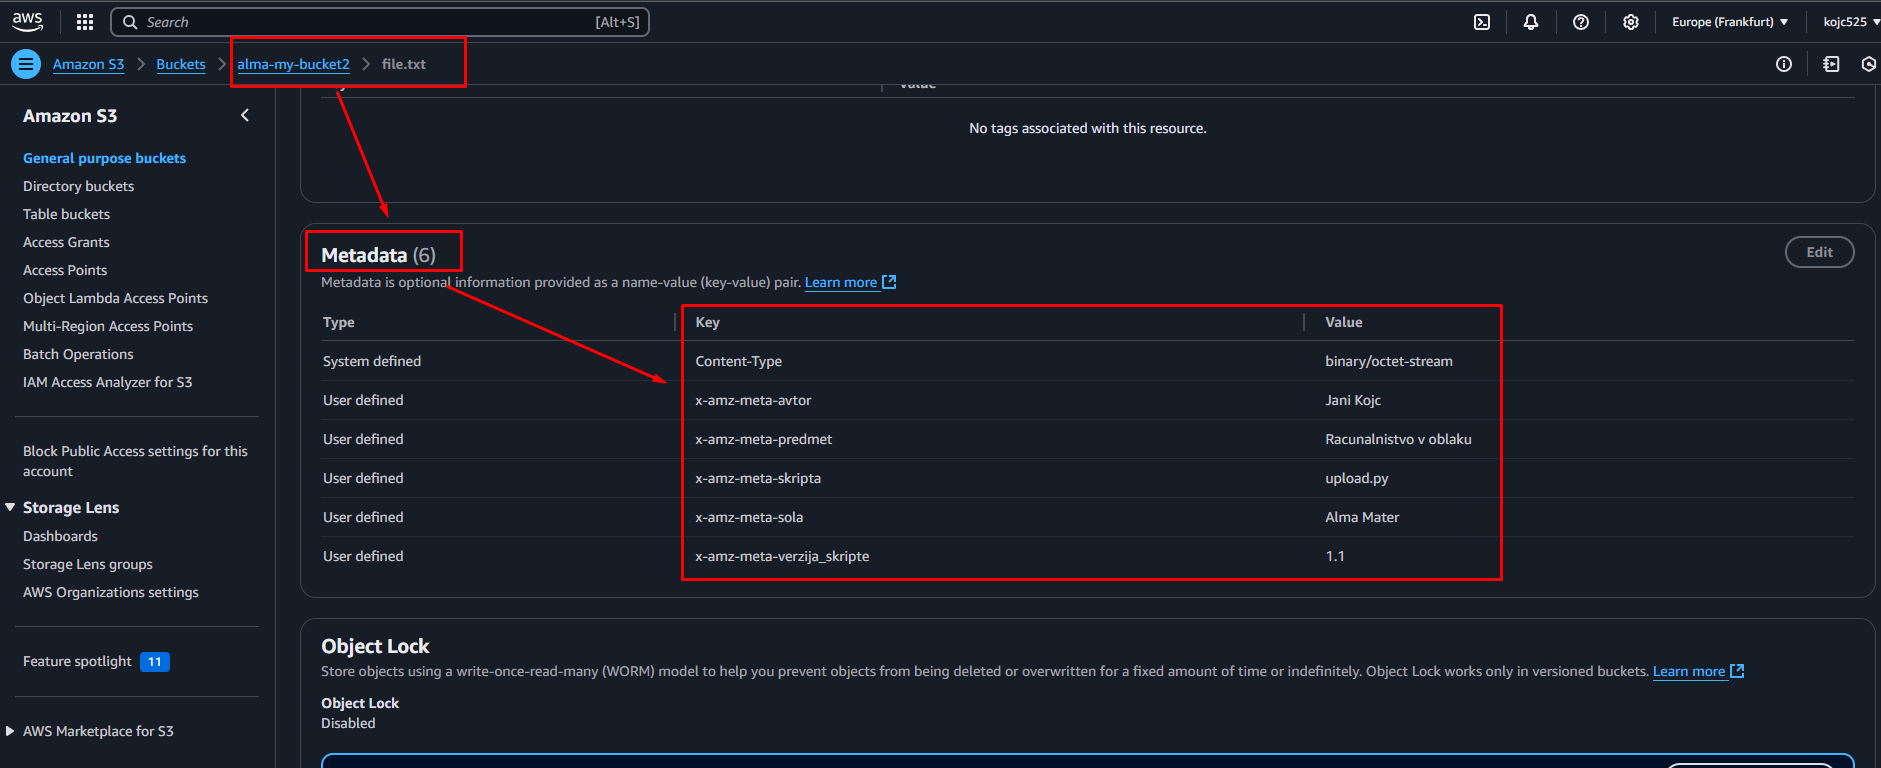 aws
Search [Alt+S]
Europe (Frankfurt) kojc525
Amazon S3 Buckets alma-my-bucket2 file.txt
Amazon S3
General purpose buckets
Directory buckets
Table buckets
Access Grants
Access Points
Object Lambda Access Points
Multi-Region Access Points
Batch Operations
IAM Access Analyzer for S3
Block Public Access settings for this
account
Storage Lens
Dashboards
Storage Lens groups
AWS Organizations settings
Feature spotlight 11
AWS Marketplace for S3
Value
No tags associated with this resource.
Metadata (6)
Edit
Metadata is optional information provided as a name-value (key-value) pair. Learn more
Type Key Value
System defined Content-Type binary/octet-stream
User defined x-amz-meta-avtor Jani Kojc
User defined x-amz-meta-predmet Racunalnistvo v oblaku
User defined x-amz-meta-skripta upload.py
User defined x-amz-meta-sola Alma Mater
User defined x-amz-meta-verzija_skripte 1.1
Object Lock
Store objects using a write-once-read-many (WORM) model to help you prevent objects from being deleted or overwritten for a fixed amount of time or indefinitely. Object Lock works only in versioned buckets. Learn more
Object Lock
Disabled